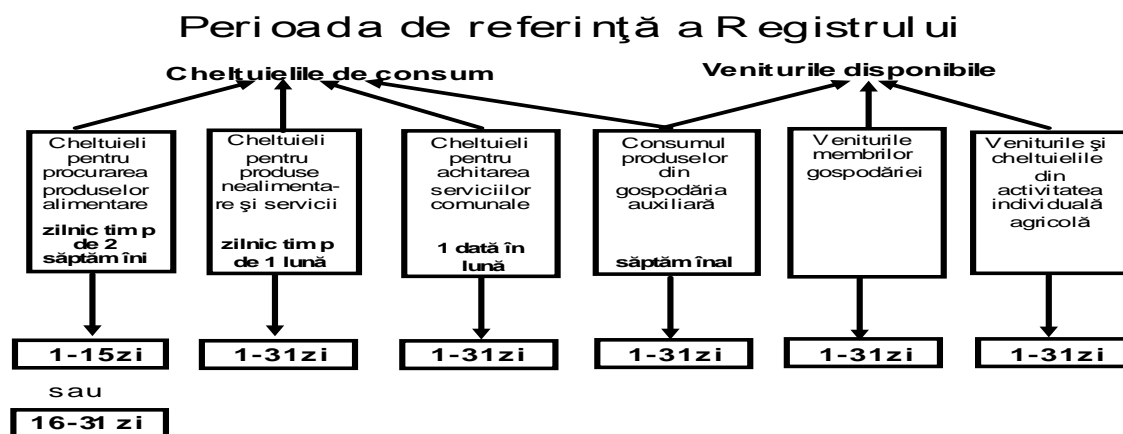 Perioada de referinţă a Registrului
Cheltuielile de consum
Veniturile disponibile
Cheltuieli
pentru
procurarea
produselor
alimentare
zilnic timp
de 2
săptămîni
Cheltuieli
pentru
produse
nealimenta-
re şi servicii
zilnic timp
de 1 lună
Cheltuieli
pentru
achitarea
serviciilor
comunale
1 dată în
lună
Consumul
produselor
din
gospodăria
auxiliară
săptămînal
Veniturile
membrilor
gospodăriei
Veniturile şi
cheltuielile
din
activitatea
individuală
agricolă
1-15zi
1-31zi
1-31zi
1-31zi
1-31zi
1-31zi
sau
16-31 zi